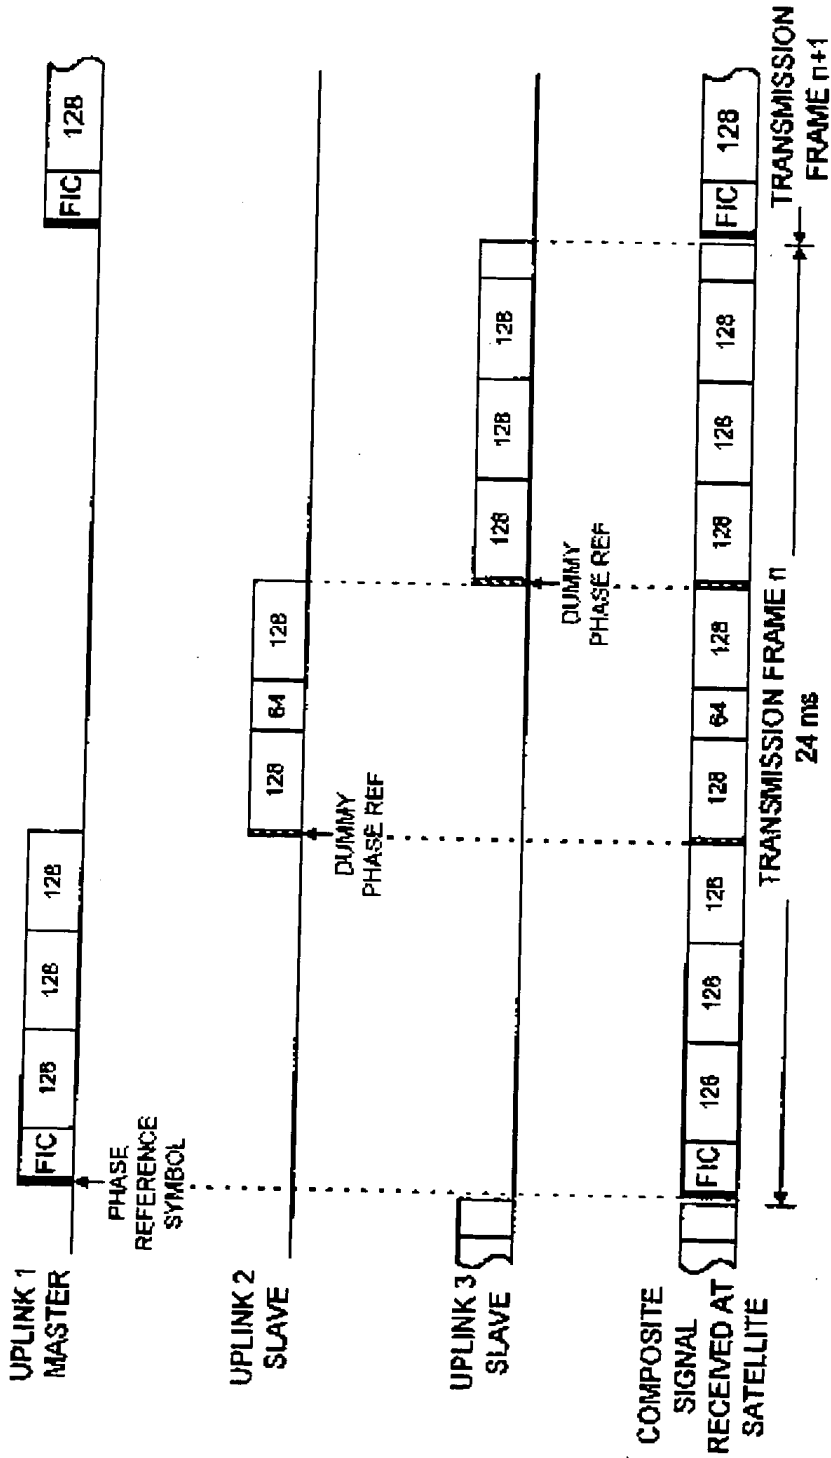 UPLINK 1
MASTER
FIC
128
128
128
FIC
128
PHASE
REFERENCE
SYMBOL
UPLINK 2
SLAVE
128
64
128
DUMMY
PHASE REF
UPLINK 3
SLAVE
128
128
128
DUMMY
PHASE REF
COMPOSITE
SIGNAL
RECEIVED AT
SATELLITE
FIC
128
128
128
128
64
128
128
128
128
FIC
128
TRANSMISSION FRAME n
24 ms
TRANSMISSION
FRAME n+1